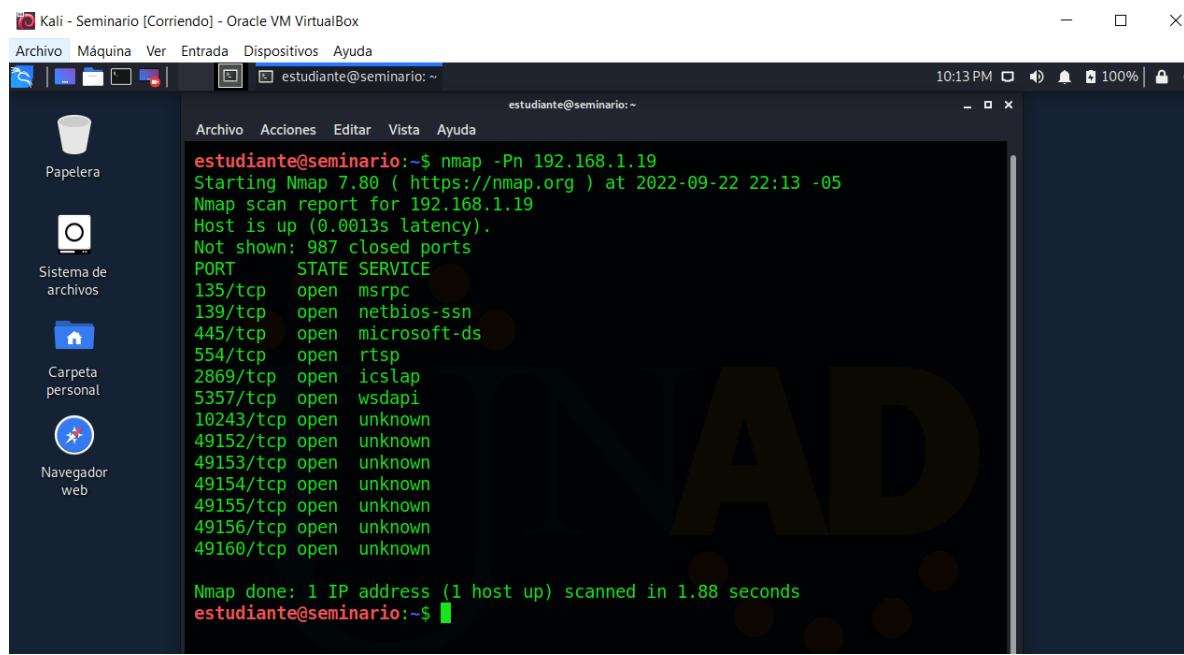 Kali - Seminario [Corriendo] - Oracle VM VirtualBox
Archivo Máquina Ver Entrada Dispositivos Ayuda
estudiante@seminario: ~
10:13 PM
100%
estudiante@seminario: ~
Archivo Acciones Editar Vista Ayuda
Papelera
Sistema de
archivos
Carpeta
personal
Navegador
web
estudiante@seminario:~$ nmap -Pn 192.168.1.19
Starting Nmap 7.80 ( https://nmap.org ) at 2022-09-22 22:13 -05
Nmap scan report for 192.168.1.19
Host is up (0.0013s latency).
Not shown: 987 closed ports
PORT      STATE SERVICE
135/tcp   open  msrpc
139/tcp   open  netbios-ssn
445/tcp   open  microsoft-ds
554/tcp   open  rtsp
2869/tcp  open  icslap
5357/tcp  open  wsdapi
10243/tcp open  unknown
49152/tcp open  unknown
49153/tcp open  unknown
49154/tcp open  unknown
49155/tcp open  unknown
49156/tcp open  unknown
49160/tcp open  unknown
Nmap done: 1 IP address (1 host up) scanned in 1.88 seconds
estudiante@seminario:~$
UNAD